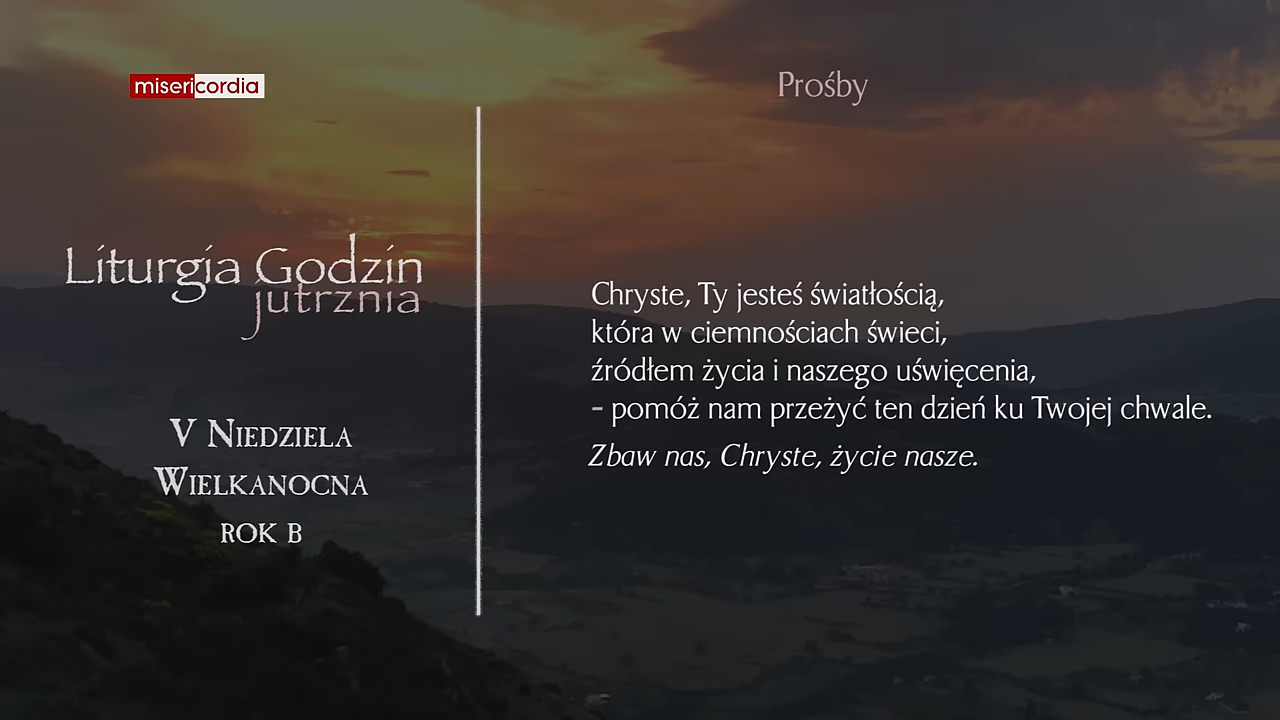 misericordia
Prośby
Liturgia Godzin
jutrznia
V Niedziela
Wielkanocna
rok B
Chryste, Ty jesteś światłością,
która w ciemnościach świeci,
źródłem życia i naszego uświęcenia,
- pomóż nam przeżyć ten dzień ku Twojej chwale.
Zbaw nas, Chryste, życie nasze.